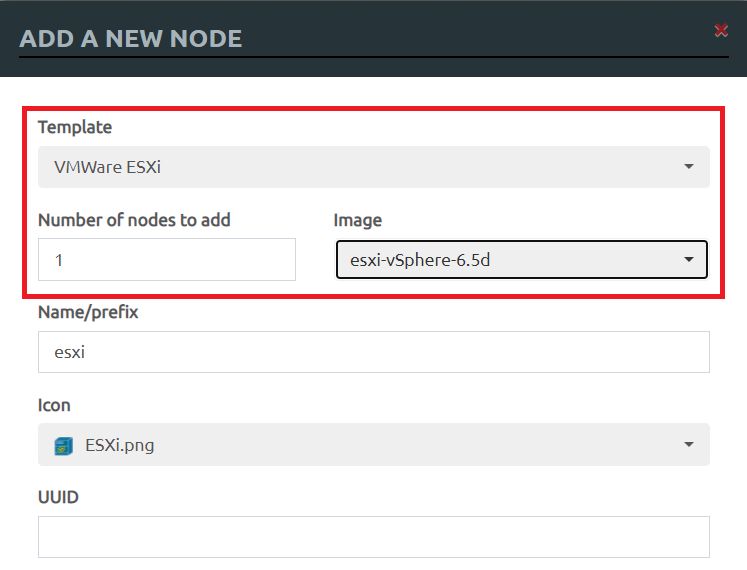 ADD A NEW NODE
Template
VMWare ESXi
Number of nodes to add
Image
1
esxi-vSphere-6.5d
Name/prefix
esxi
Icon
ESXi.png
UUID